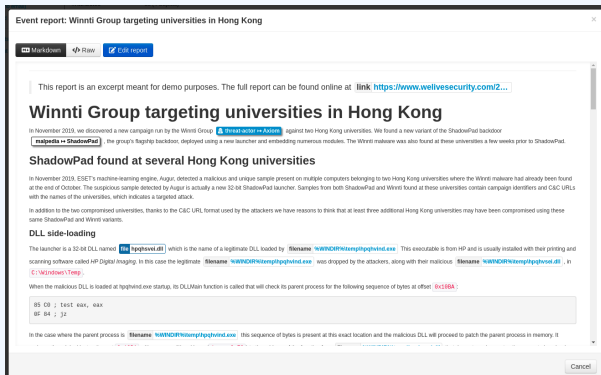 Event report: Winnti Group targeting universities in Hong Kong
×
Markdown </> Raw Edit report
This report is an excerpt meant for demo purposes. The full report can be found online at link https://www.welivesecurity.com/2...
Winnti Group targeting universities in Hong Kong
In November 2019, we discovered a new campaign run by the Winnti Group threat-actor ↦ Axiom against two Hong Kong universities. We found a new variant of the ShadowPad backdoor
malpedia ↦ ShadowPad , the group's flagship backdoor, deployed using a new launcher and embedding numerous modules. The Winnti malware was also found at these universities a few weeks prior to ShadowPad.
ShadowPad found at several Hong Kong universities
In November 2019, ESET's machine-learning engine, Augur, detected a malicious and unique sample present on multiple computers belonging to two Hong Kong universities where the Winnti malware had already been found
at the end of October. The suspicious sample detected by Augur is actually a new 32-bit ShadowPad launcher. Samples from both ShadowPad and Winnti found at these universities contain campaign identifiers and C&C URLs
with the names of the universities, which indicates a targeted attack.
In addition to the two compromised universities, thanks to the C&C URL format used by the attackers we have reasons to think that at least three additional Hong Kong universities may have been compromised using these
same ShadowPad and Winnti variants.
DLL side-loading
The launcher is a 32-bit DLL named file hpqhsvei.dll which is the name of a legitimate DLL loaded by filename %WINDIR%\temp\hpqhvind.exe This executable is from HP and is usually installed with their printing and
scanning software called HP Digital Imaging. In this case the legitimate filename %WINDIR%\temp\hpqhvind.exe was dropped by the attackers, along with their malicious filename %WINDIR%\temp\hpqhvsei.dll , in
C:\Windows\Temp .
When the malicious DLL is loaded at hpqhvind.exe startup, its DLLMain function is called that will check its parent process for the following sequence of bytes at offset 0x10BA :
85 C0 ; test eax, eax
0F 84 ; jz
In the case where the parent process is filename %WINDIR%\temp\hpqhvind.exe this sequence of bytes is present at this exact location and the malicious DLL will proceed to patch the parent process in memory. It
Cancel